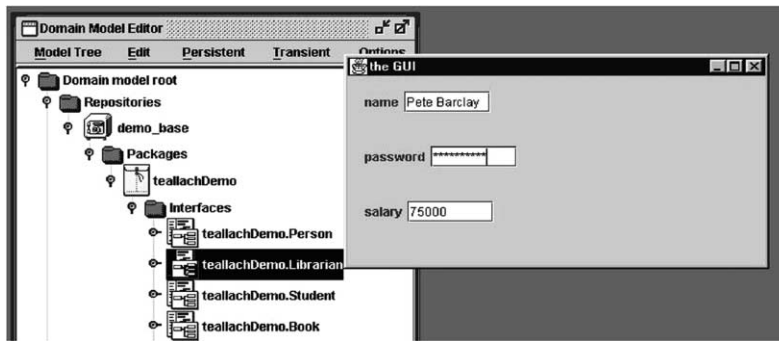 Domain Model Editor
Model Tree Edit Persistent Transient Options
Domain model root
Repositories
demo_base
Packages
teallachDemo
Interfaces
teallachDemo.Person
teallachDemo.Librarian
teallachDemo.Student
teallachDemo.Book
the GUI
name Pete Barclay
password **********
salary 75000